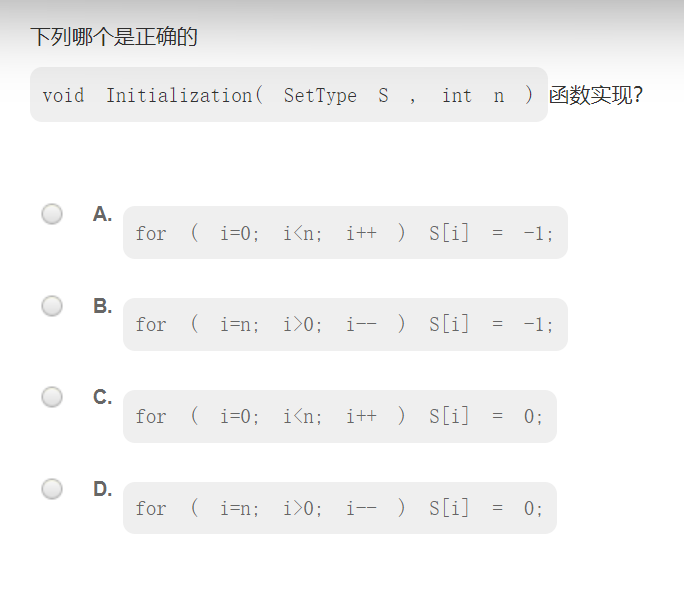 下列哪个是正确的
void Initialization( SetType S , int n ) 函数实现?
A. for ( i=0; i<n; i++ ) S[i] = -1;
B. for ( i=n; i>0; i-- ) S[i] = -1;
C. for ( i=0; i<n; i++ ) S[i] = 0;
D. for ( i=n; i>0; i-- ) S[i] = 0;